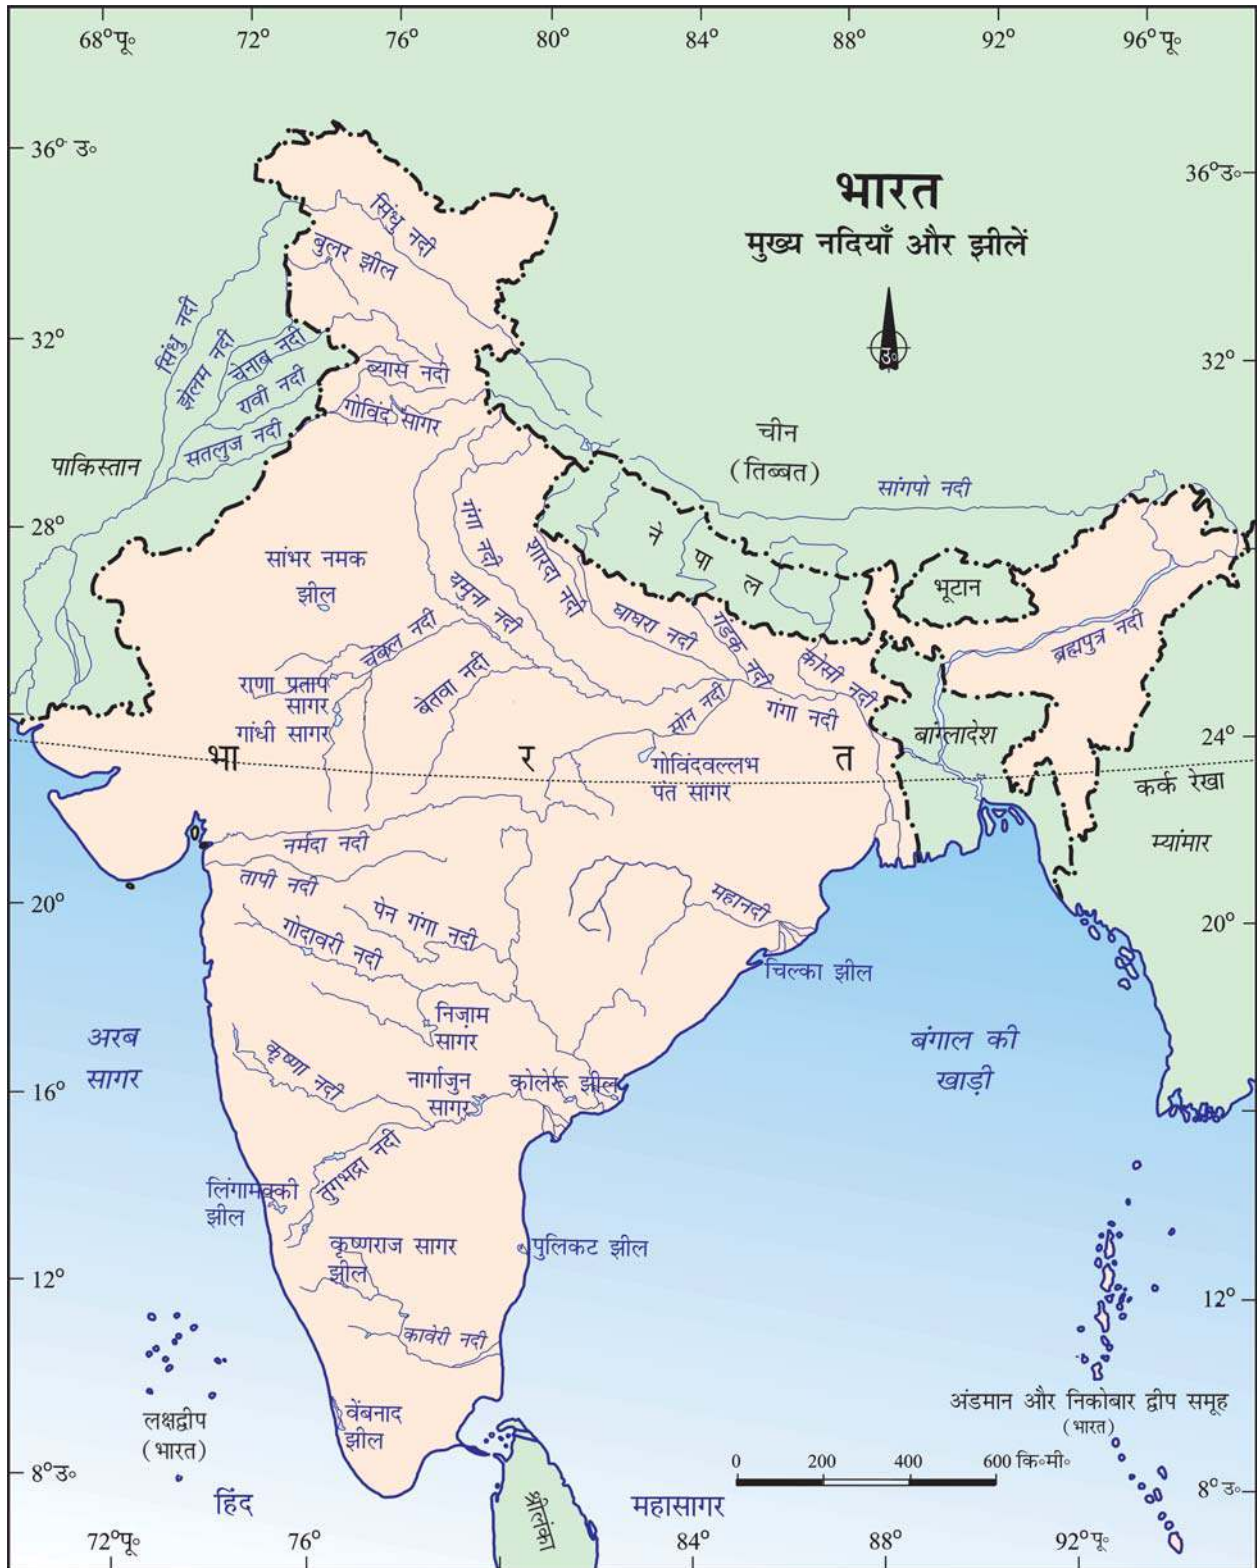 68° पू॰
72°
76°
80°
84°
88°
92°
96° पू॰
36° उ॰
36° उ॰
भारत
मुख्य नदियाँ और झीलें
उ॰
सिंधु नदी
बुलर झील
32°
32°
सिंधु नदी
झेलम नदी
चेनाब नदी
रावी नदी
सतलुज नदी
ब्यास नदी
गोविंद सागर
पाकिस्तान
चीन
(तिब्बत)
सांगपो नदी
28°
28°
गंगा नदी
शारदा नदी
नेपाल
भूटान
सांभर नमक
झील
यमुना नदी
घाघरा नदी
गंडक नदी
कोसी नदी
ब्रह्मपुत्र नदी
चंबल नदी
बेतवा नदी
राणा प्रताप
सागर
गांधी सागर
सोन नदी
गंगा नदी
बांग्लादेश
24°
भारत
गोविंदवल्लभ
पंत सागर
कर्क रेखा
म्यांमार
नर्मदा नदी
तापी नदी
20°
20°
पेन गंगा नदी
गोदावरी नदी
महानदी
चिल्का झील
निज़ाम
सागर
अरब
सागर
बंगाल की
खाड़ी
16°
कृष्णा नदी
नार्गाजुन
सागर
कोलेरू झील
तुंगभद्रा नदी
लिंगामक्की
झील
कृष्णराज सागर
झील
पुलिकट झील
12°
12°
कावेरी नदी
वेंबनाद
झील
लक्षद्वीप
(भारत)
अंडमान और निकोबार द्वीप समूह
(भारत)
0 200 400 600 कि॰मी॰
8° उ॰
8° उ॰
हिंद
महासागर
श्रीलंका
72° पू॰
76°
84°
88°
92° पू॰